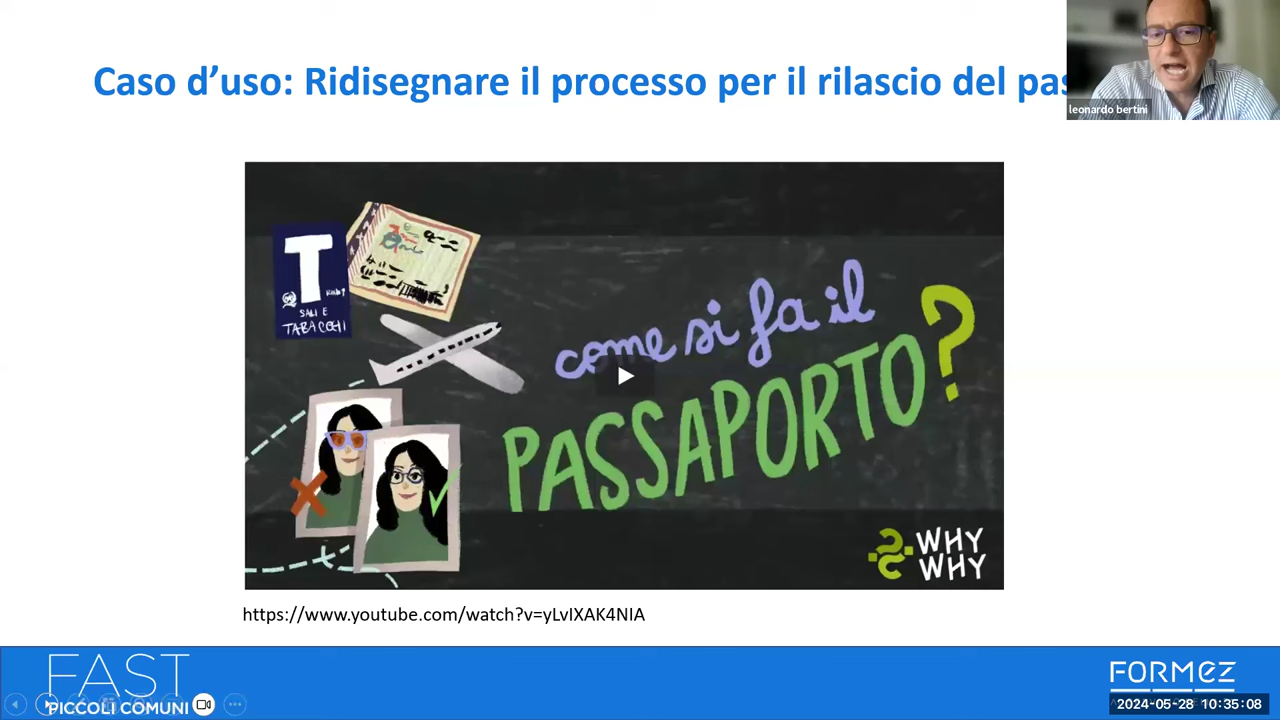 Caso d'uso: Ridisegnare il processo per il rilascio del pas
leonardo bertini
T
SALI E
TABACCHI
come si fa il
PASSAPORTO?
WHY
WHY
https://www.youtube.com/watch?v=yLvIXAK4NIA
FAST
PICCOLI COMUNI
FORMEZ
2024-05-28 10:35:08